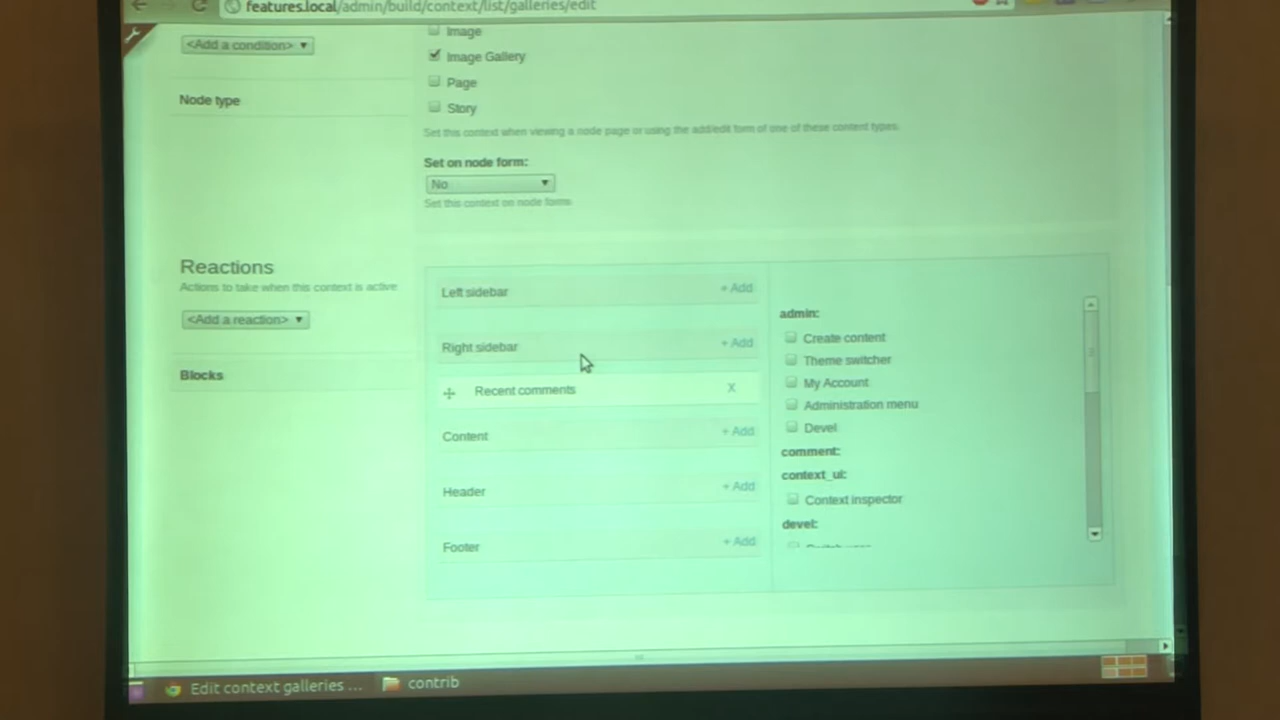 features.local/admin/build/context/list/galleries/edit
<Add a condition>
Image
Image Gallery
Node type
Page
Story
Set this context when viewing a node page or using the add/edit form of one of these content types.
Set on node form:
No
Set this context on node forms
Reactions
Actions to take when this context is active
<Add a reaction>
Blocks
Left sidebar + Add
Right sidebar + Add
Recent comments X
Content + Add
Header + Add
Footer + Add
admin:
Create content
Theme switcher
My Account
Administration menu
Devel
comment:
context_ui:
Context inspector
devel:
Edit context galleries ...
contrib